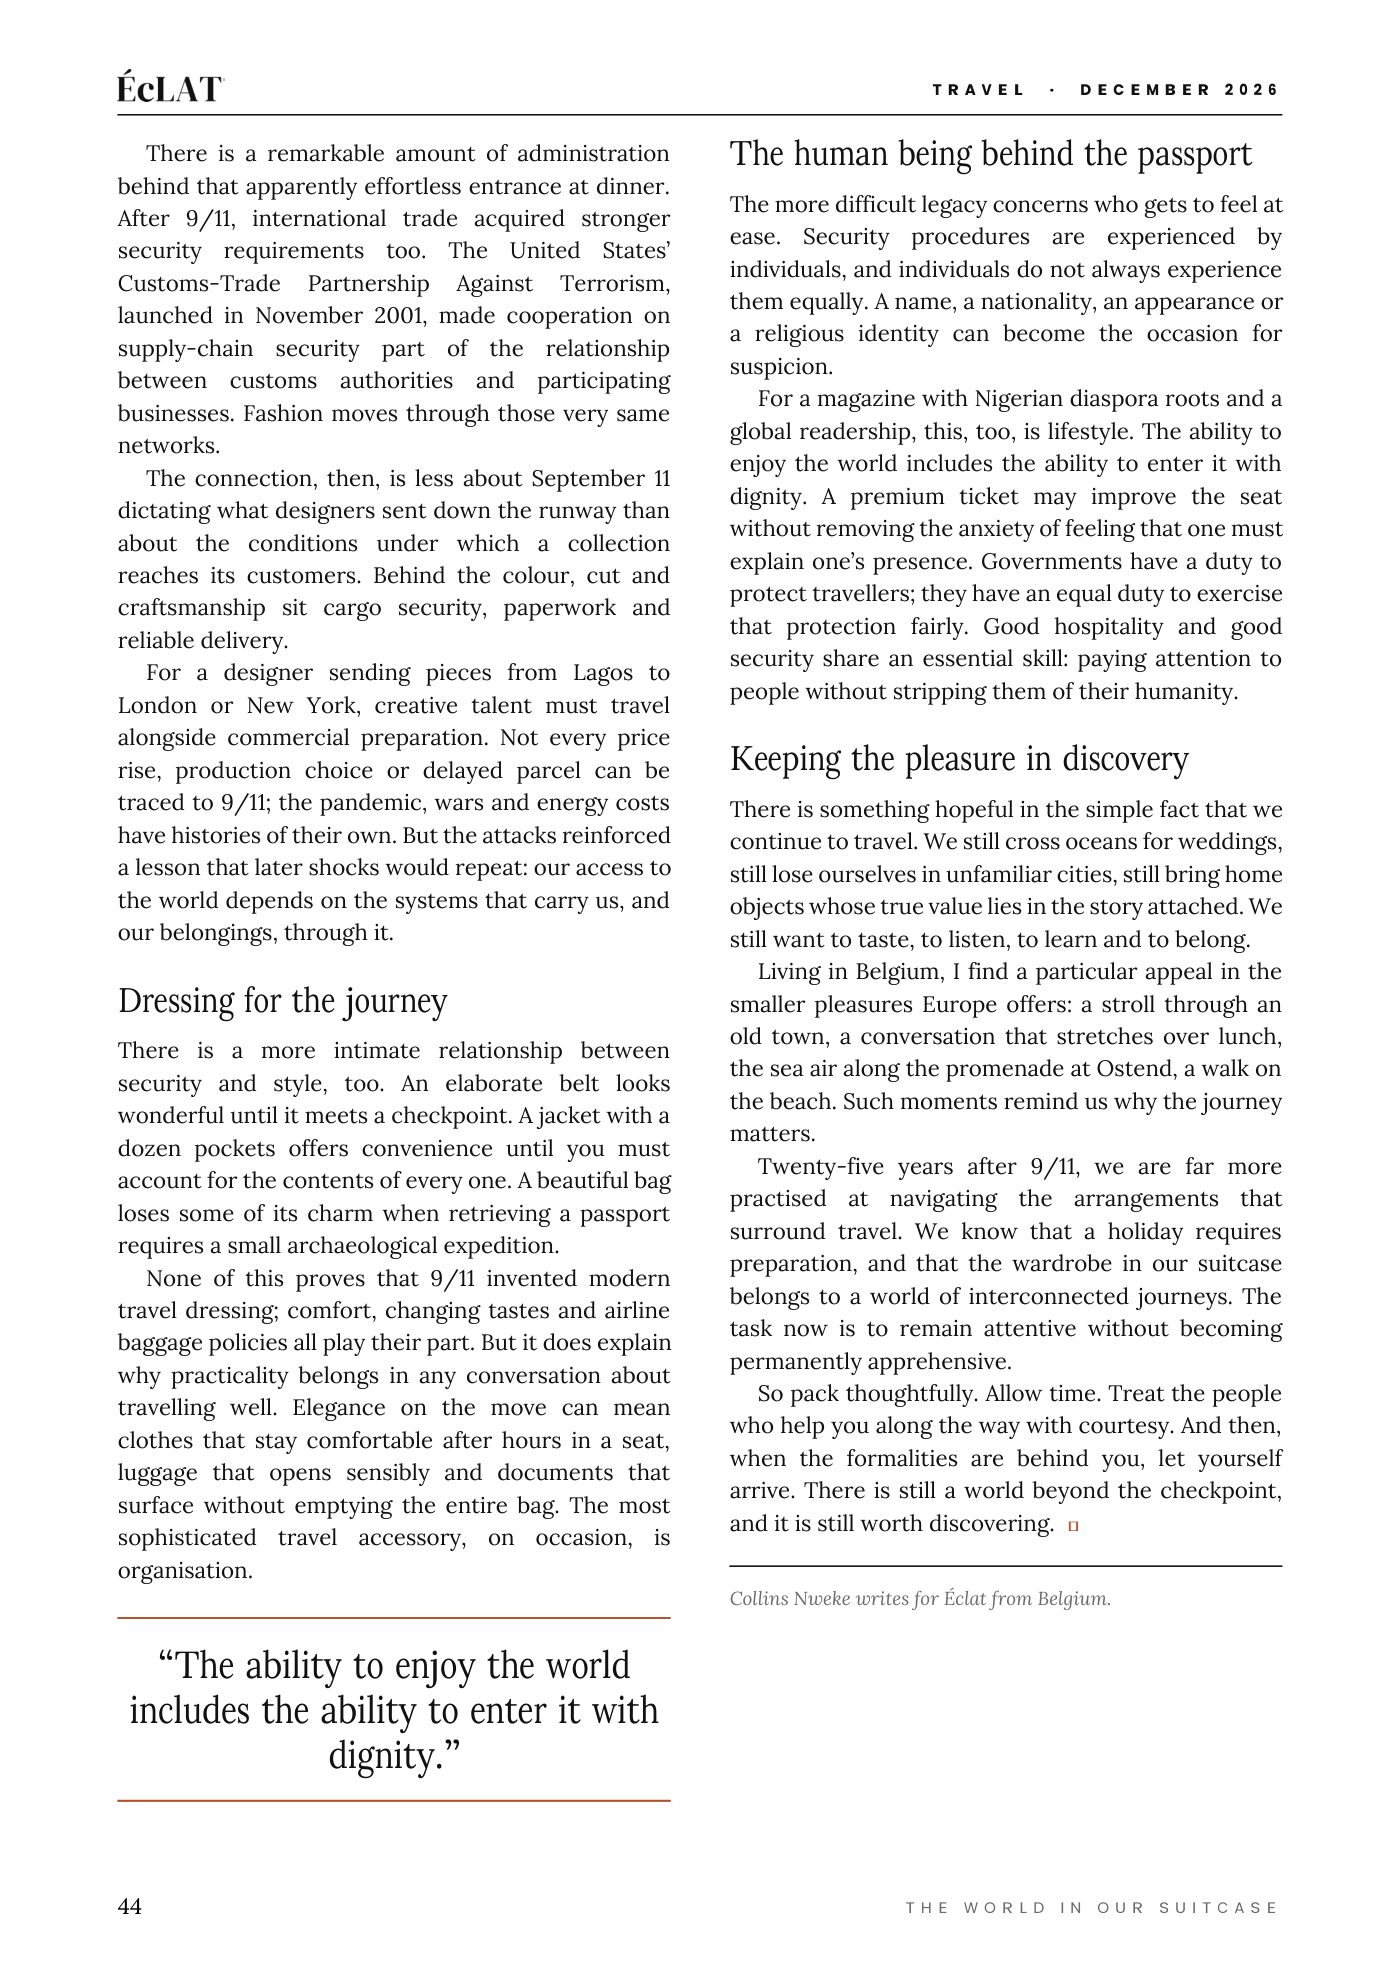 ÉcLAT
TRAVEL · DECEMBER 2026
There is a remarkable amount of administration
behind that apparently effortless entrance at dinner.
After 9/11, international trade acquired stronger
security requirements too. The United States’
Customs-Trade Partnership Against Terrorism,
launched in November 2001, made cooperation on
supply-chain security part of the relationship
between customs authorities and participating
businesses. Fashion moves through those very same
networks.
The connection, then, is less about September 11
dictating what designers sent down the runway than
about the conditions under which a collection
reaches its customers. Behind the colour, cut and
craftsmanship sit cargo security, paperwork and
reliable delivery.
For a designer sending pieces from Lagos to
London or New York, creative talent must travel
alongside commercial preparation. Not every price
rise, production choice or delayed parcel can be
traced to 9/11; the pandemic, wars and energy costs
have histories of their own. But the attacks reinforced
a lesson that later shocks would repeat: our access to
the world depends on the systems that carry us, and
our belongings, through it.
Dressing for the journey
There is a more intimate relationship between
security and style, too. An elaborate belt looks
wonderful until it meets a checkpoint. A jacket with a
dozen pockets offers convenience until you must
account for the contents of every one. A beautiful bag
loses some of its charm when retrieving a passport
requires a small archaeological expedition.
None of this proves that 9/11 invented modern
travel dressing; comfort, changing tastes and airline
baggage policies all play their part. But it does explain
why practicality belongs in any conversation about
travelling well. Elegance on the move can mean
clothes that stay comfortable after hours in a seat,
luggage that opens sensibly and documents that
surface without emptying the entire bag. The most
sophisticated travel accessory, on occasion, is
organisation.
“The ability to enjoy the world
includes the ability to enter it with
dignity.”
The human being behind the passport
The more difficult legacy concerns who gets to feel at
ease. Security procedures are experienced by
individuals, and individuals do not always experience
them equally. A name, a nationality, an appearance or
a religious identity can become the occasion for
suspicion.
For a magazine with Nigerian diaspora roots and a
global readership, this, too, is lifestyle. The ability to
enjoy the world includes the ability to enter it with
dignity. A premium ticket may improve the seat
without removing the anxiety of feeling that one must
explain one’s presence. Governments have a duty to
protect travellers; they have an equal duty to exercise
that protection fairly. Good hospitality and good
security share an essential skill: paying attention to
people without stripping them of their humanity.
Keeping the pleasure in discovery
There is something hopeful in the simple fact that we
continue to travel. We still cross oceans for weddings,
still lose ourselves in unfamiliar cities, still bring home
objects whose true value lies in the story attached. We
still want to taste, to listen, to learn and to belong.
Living in Belgium, I find a particular appeal in the
smaller pleasures Europe offers: a stroll through an
old town, a conversation that stretches over lunch,
the sea air along the promenade at Ostend, a walk on
the beach. Such moments remind us why the journey
matters.
Twenty-five years after 9/11, we are far more
practised at navigating the arrangements that
surround travel. We know that a holiday requires
preparation, and that the wardrobe in our suitcase
belongs to a world of interconnected journeys. The
task now is to remain attentive without becoming
permanently apprehensive.
So pack thoughtfully. Allow time. Treat the people
who help you along the way with courtesy. And then,
when the formalities are behind you, let yourself
arrive. There is still a world beyond the checkpoint,
and it is still worth discovering.
Collins Nweke writes for Éclat from Belgium.
44
THE WORLD IN OUR SUITCASE